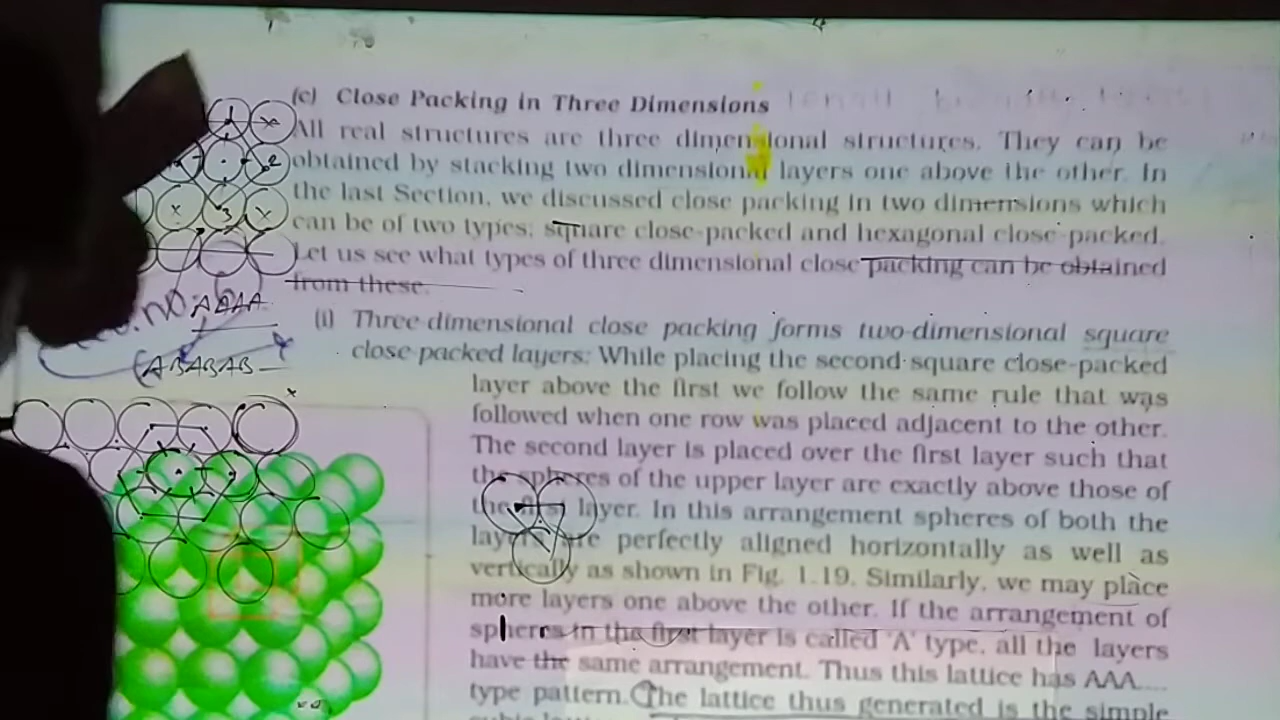 (c) Close Packing in Three Dimensions
All real structures are three dimensional structures. They can be
obtained by stacking two dimensional layers one above the other. In
the last Section, we discussed close packing in two dimensions which
can be of two types; square close-packed and hexagonal close-packed.
Let us see what types of three dimensional close packing can be obtained
from these.
AAAA
(ABABAB
(i) Three-dimensional close packing forms two-dimensional square
close packed layers: While placing the second square close-packed
layer above the first we follow the same rule that was
followed when one row was placed adjacent to the other.
The second layer is placed over the first layer such that
the spheres of the upper layer are exactly above those of
the first layer. In this arrangement spheres of both the
layers are perfectly aligned horizontally as well as
vertically as shown in Fig. 1.19. Similarly, we may place
more layers one above the other. If the arrangement of
spheres in the first layer is called 'A' type, all the layers
have the same arrangement. Thus this lattice has AAA....
type pattern. The lattice thus generated is the simple